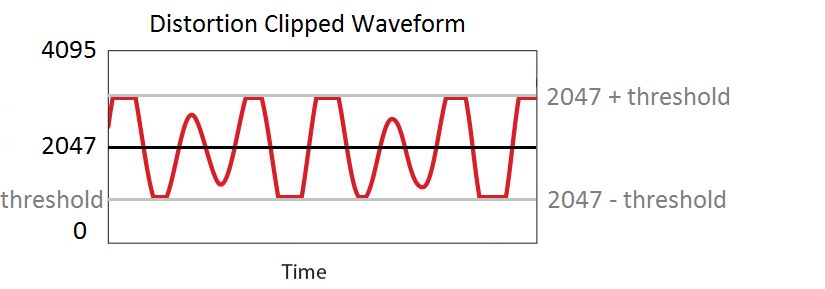 Distortion Clipped Waveform
4095
2047 + threshold
2047
threshold
2047 - threshold
0
Time